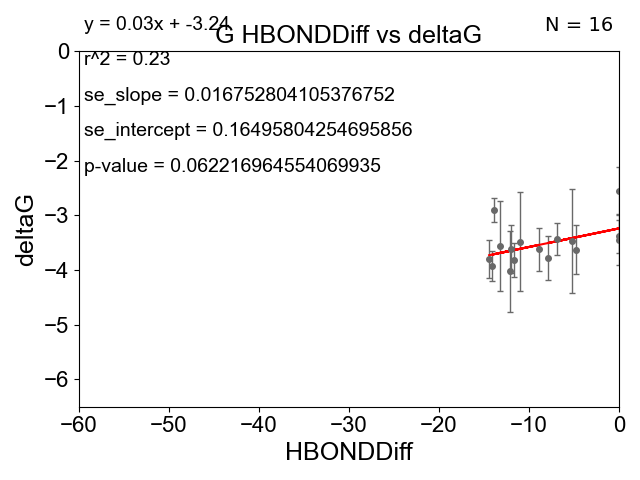 y = 0.03x + -3.24
N = 16
G HBONDDiff vs deltaG
r^2 = 0.23
se_slope = 0.016752804105376752
se_intercept = 0.16495804254695856
p-value = 0.062216964554069935
0
−1
−2
−3
−4
−5
−6
deltaG
−60 −50 −40 −30 −20 −10 0
HBONDDiff